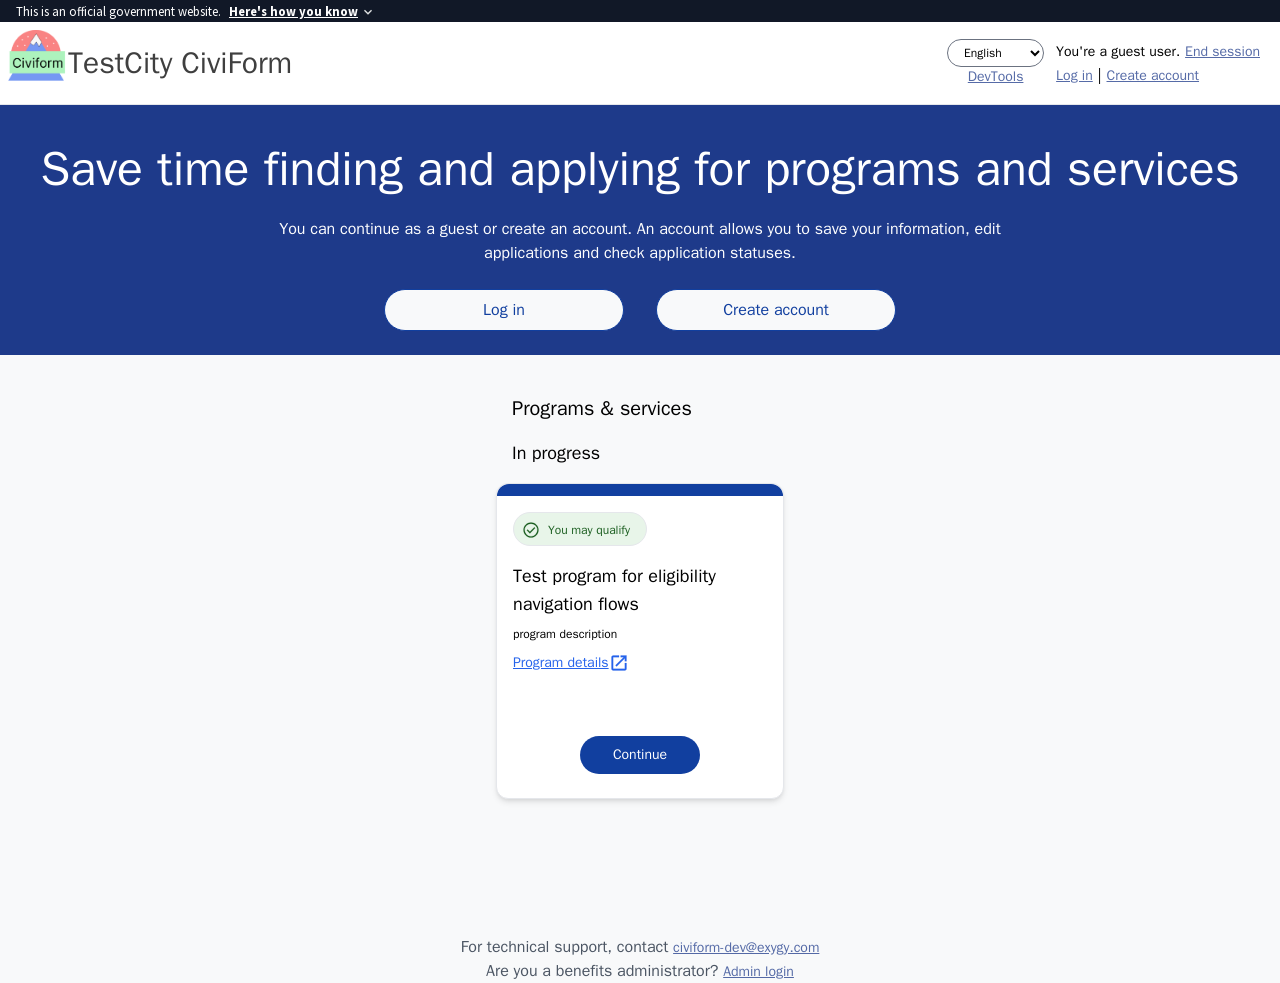 This is an official government website. Here's how you know
Civiform
TestCity CiviForm
English
DevTools
You're a guest user. End session
Log in | Create account
Save time finding and applying for programs and services
You can continue as a guest or create an account. An account allows you to save your information, edit
applications and check application statuses.
Log in
Create account
Programs & services
In progress
You may qualify
Test program for eligibility
navigation flows
program description
Program details
Continue
For technical support, contact civiform-dev@exygy.com
Are you a benefits administrator? Admin login